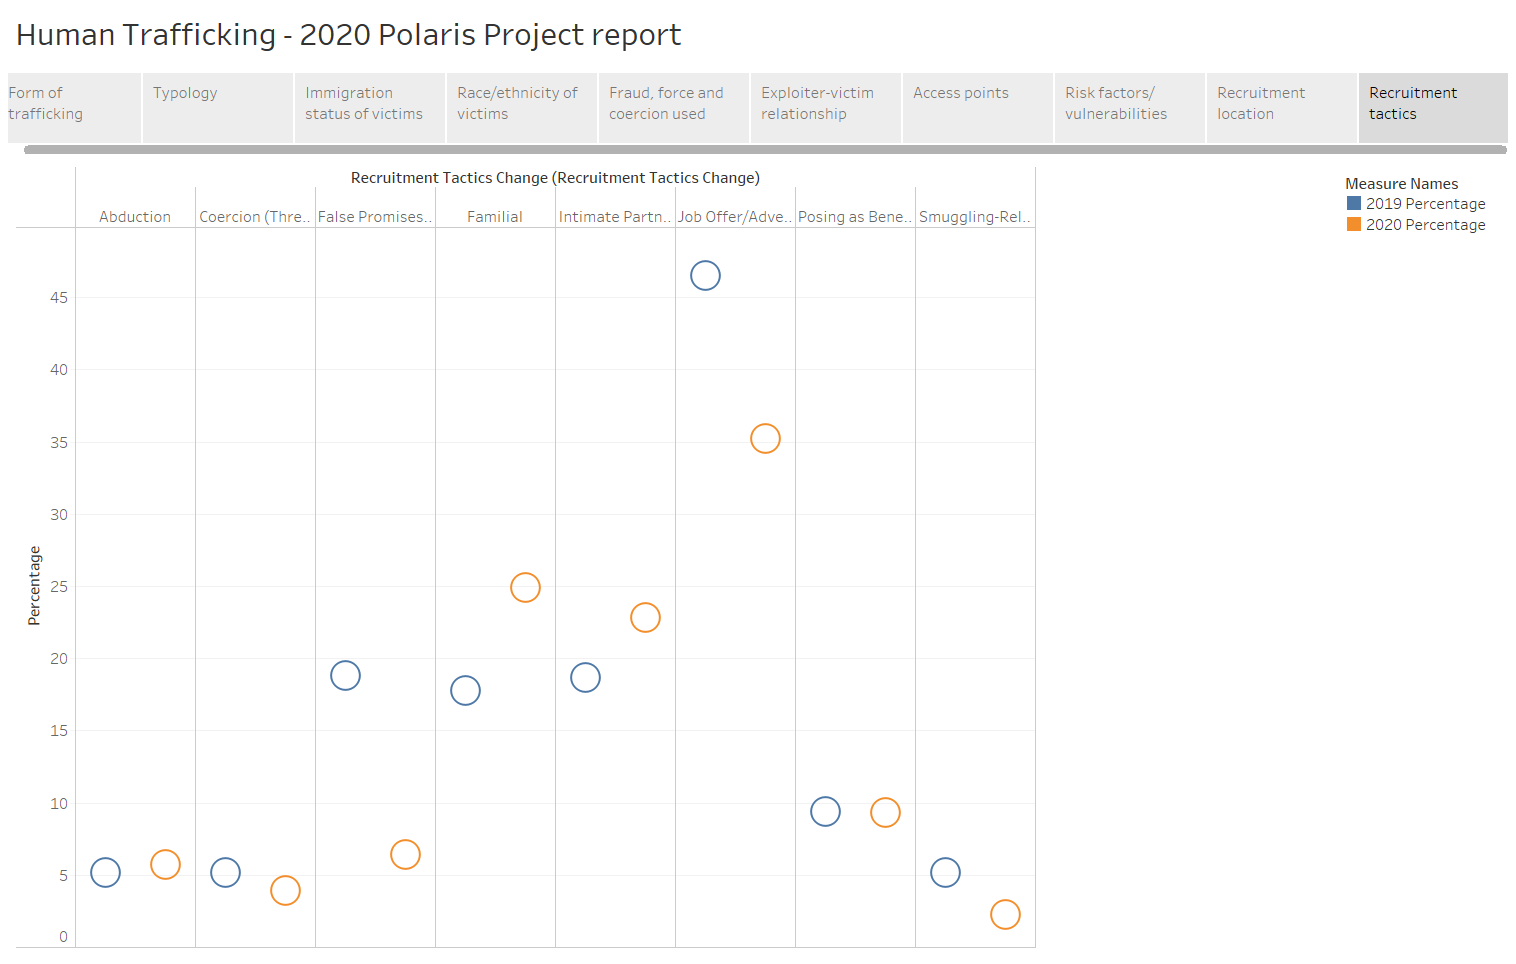 Human Trafficking - 2020 Polaris Project report
Form of
trafficking
Typology
Immigration
status of victims
Race/ethnicity of
victims
Fraud, force and
coercion used
Exploiter-victim
relationship
Access points
Risk factors/
vulnerabilities
Recruitment
location
Recruitment
tactics
Recruitment Tactics Change (Recruitment Tactics Change)
Abduction
Coercion (Thre..
False Promises..
Familial
Intimate Partn..
Job Offer/Adve..
Posing as Bene..
Smuggling-Rel..
Measure Names
2019 Percentage
2020 Percentage
Percentage
45
40
35
30
25
20
15
10
5
0